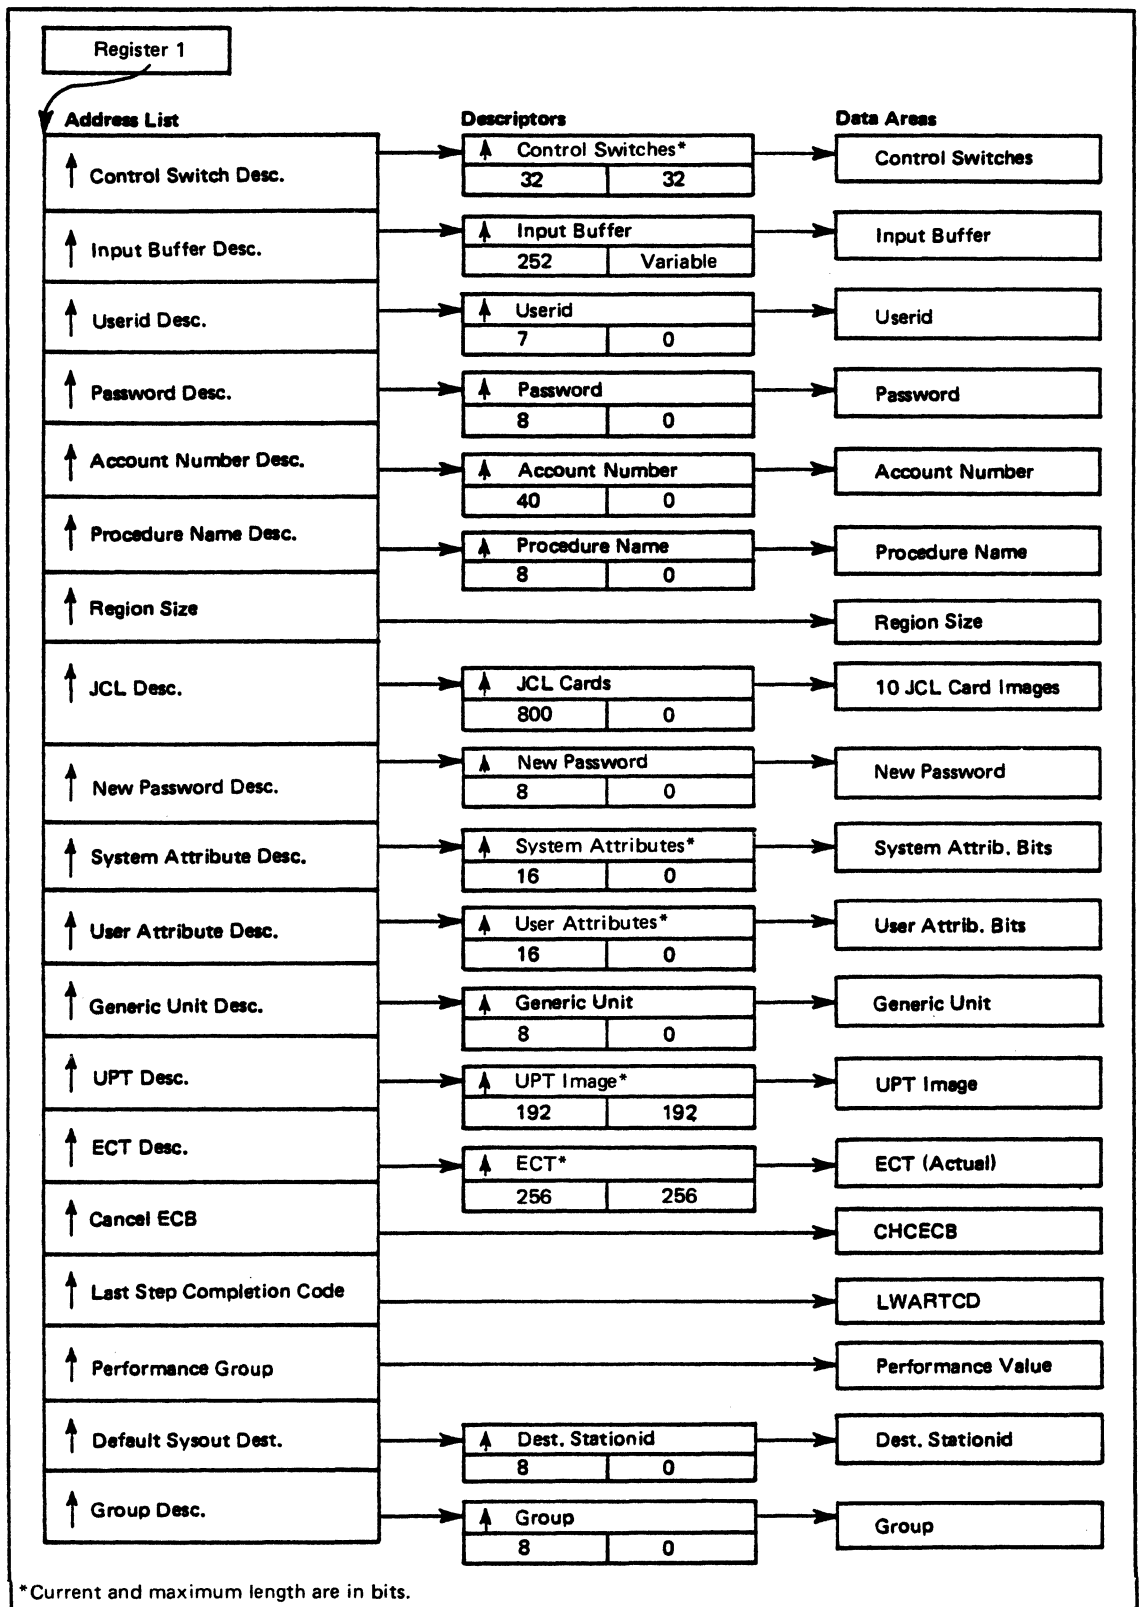 Register 1
Address List Descriptors Data Areas
Control Switch Desc. Control Switches* Control Switches
32 32
Input Buffer Desc. Input Buffer Input Buffer
252 Variable
Userid Desc. Userid Userid
7 0
Password Desc. Password Password
8 0
Account Number Desc. Account Number Account Number
40 0
Procedure Name Desc. Procedure Name Procedure Name
8 0
Region Size Region Size
JCL Desc. JCL Cards 10 JCL Card Images
800 0
New Password Desc. New Password New Password
8 0
System Attribute Desc. System Attributes* System Attrib. Bits
16 0
User Attribute Desc. User Attributes* User Attrib. Bits
16 0
Generic Unit Desc. Generic Unit Generic Unit
8 0
UPT Desc. UPT Image* UPT Image
192 192
ECT Desc. ECT* ECT (Actual)
256 256
Cancel ECB CHCECB
Last Step Completion Code LWARTCD
Performance Group Performance Value
Default Sysout Dest. Dest. Stationid Dest. Stationid
8 0
Group Desc. Group Group
8 0
*Current and maximum length are in bits.